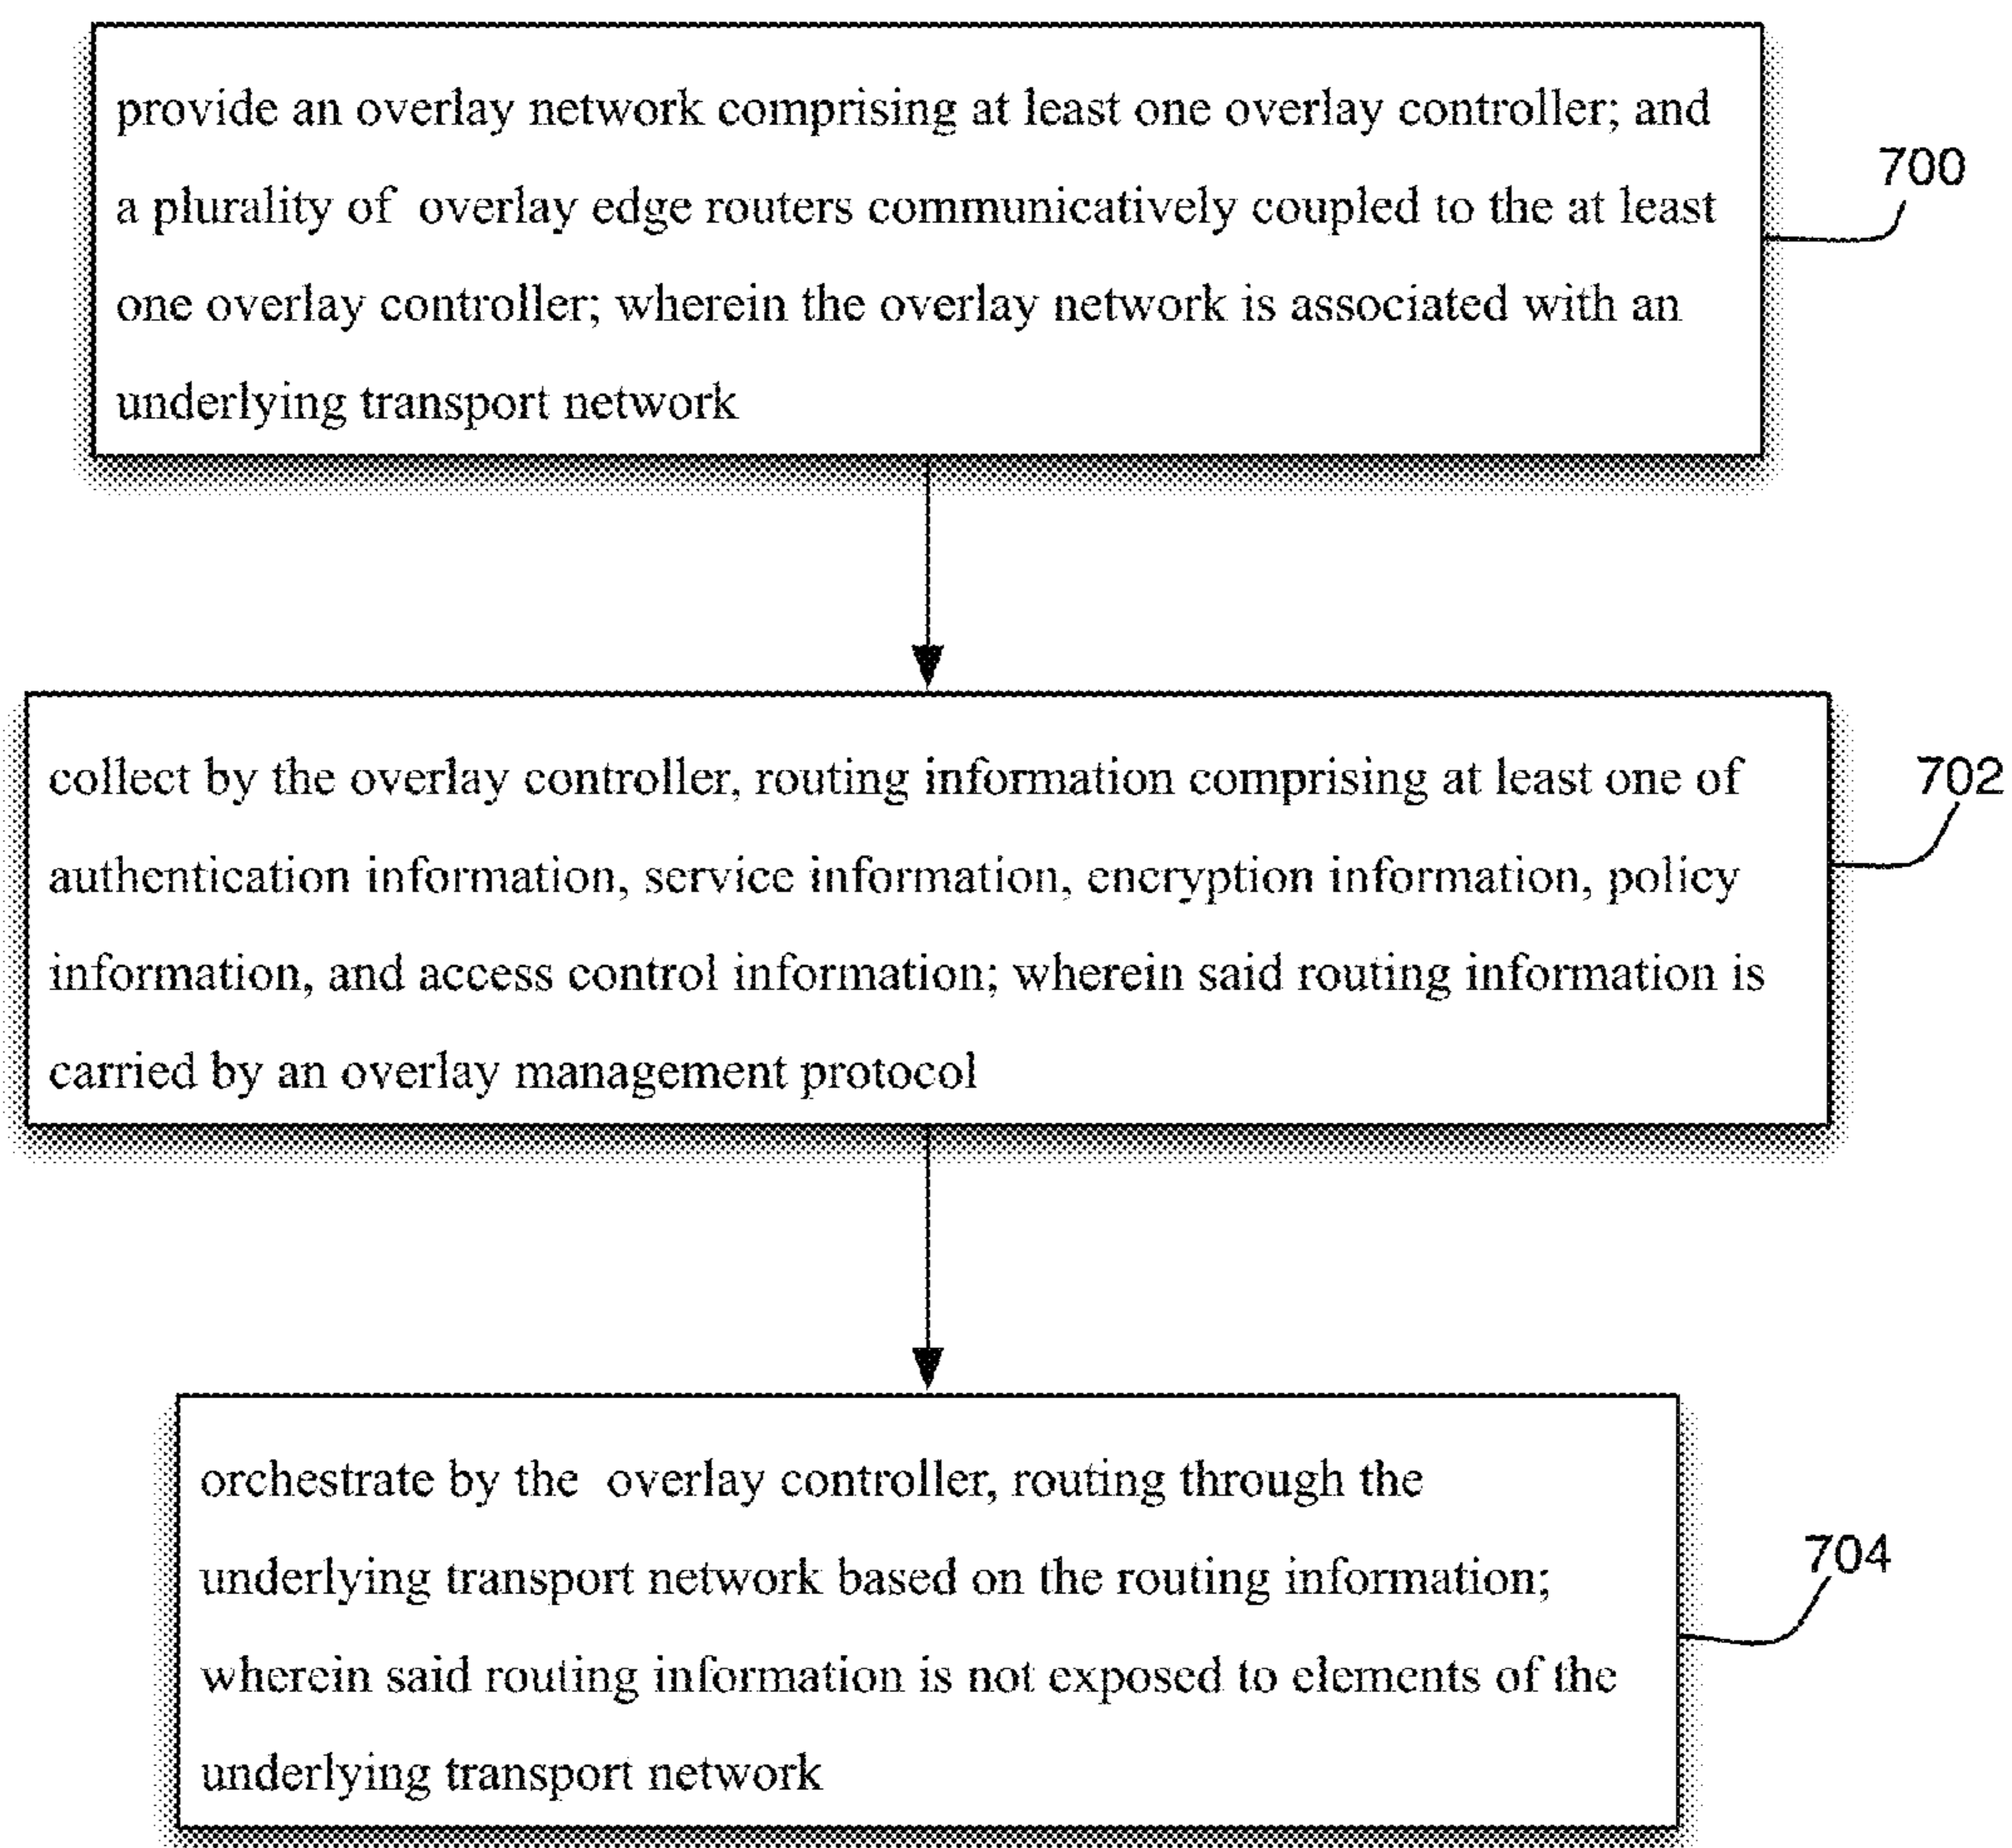 provide an overlay network comprising at least one overlay controller; and
a plurality of overlay edge routers communicatively coupled to the at least
one overlay controller; wherein the overlay network is associated with an
underlying transport network
700
collect by the overlay controller, routing information comprising at least one of
authentication information, service information, encryption information, policy
information, and access control information; wherein said routing information is
carried by an overlay management protocol
702
orchestrate by the overlay controller, routing through the
underlying transport network based on the routing information;
wherein said routing information is not exposed to elements of the
underlying transport network
704